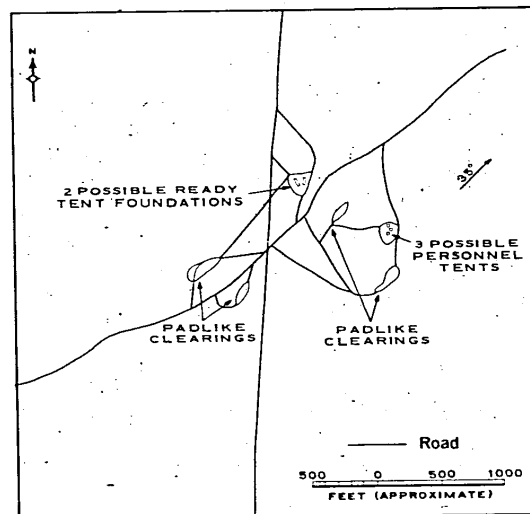 N
38°
2 POSSIBLE READY
TENT FOUNDATIONS
3 POSSIBLE
PERSONNEL
TENTS
PADLIKE
CLEARINGS
PADLIKE
CLEARINGS
Road
500 0 500 1000
FEET (APPROXIMATE)